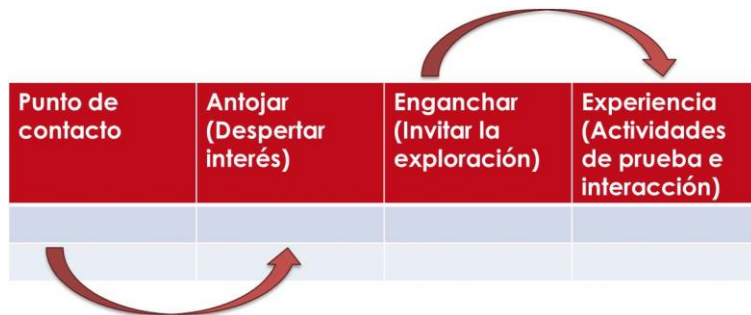 Punto de
contacto
Antojar
(Despertar
interés)
Enganchar
(Invitar la
exploración)
Experiencia
(Actividades
de prueba e
interacción)